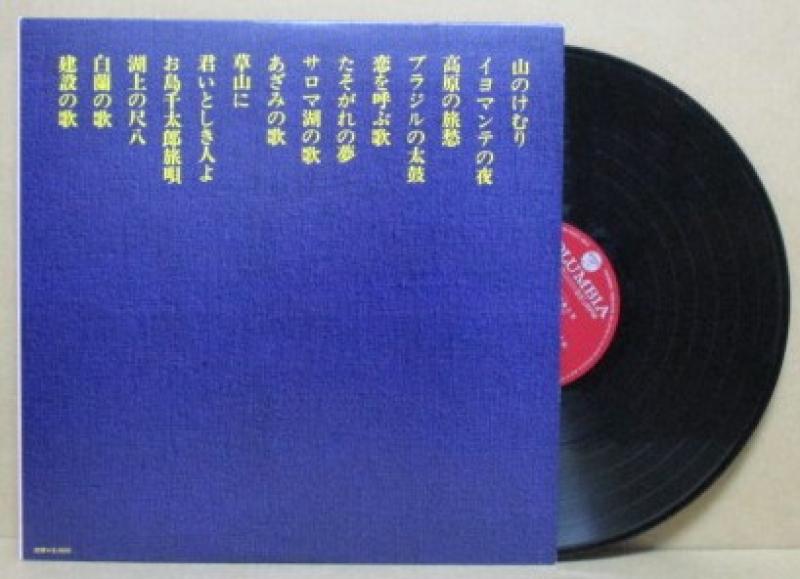 山のけむり
イヨマンテの夜
高原の旅愁
ブラジルの太鼓
恋を呼ぶ歌
たそがれの夢
サロマ湖の歌
あざみの歌
草山に
君いとしき人よ
お島千太郎旅唄
湖上の尺八
白蘭の歌
建設の歌
COLUMBIA